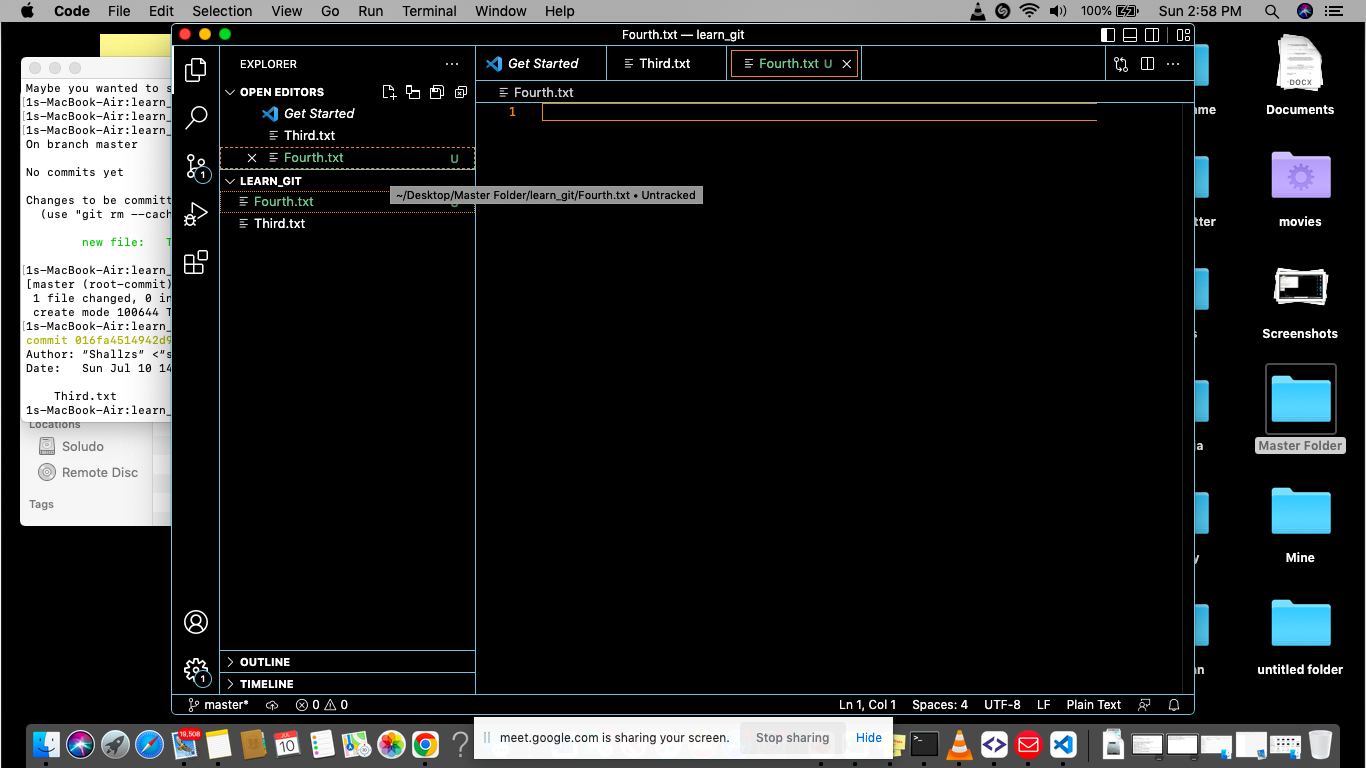 Code File Edit Selection View Go Run Terminal Window Help 100% Sun 2:58 PM
Fourth.txt — learn_git
EXPLORER
Get Started Third.txt Fourth.txt U
OPEN EDITORS
Fourth.txt
Get Started
1
Third.txt
Fourth.txt U
LEARN_GIT
~/Desktop/Master Folder/learn_git/Fourth.txt • Untracked
Fourth.txt
Third.txt
1
OUTLINE
TIMELINE
1
master* 0 0 Ln 1, Col 1 Spaces: 4 UTF-8 LF Plain Text
Maybe you wanted to s
[1s-MacBook-Air:learn_
[1s-MacBook-Air:learn_
[1s-MacBook-Air:learn_
On branch master
No commits yet
Changes to be committ
(use "git rm --cach
new file: T
[1s-MacBook-Air:learn_
[master (root-commit)
1 file changed, 0 in
create mode 100644 T
[1s-MacBook-Air:learn_
commit 016fa4514942d9
Author: “Shallzs” <“s
Date: Sun Jul 10 14
Third.txt
1s-MacBook-Air:learn_
Locations
Soludo
Remote Disc
Tags
DOCX
Documents
movies
Screenshots
Master Folder
Mine
untitled folder
me
tter
s
a
y
n
19,508
JUL
10
meet.google.com is sharing your screen. Stop sharing Hide